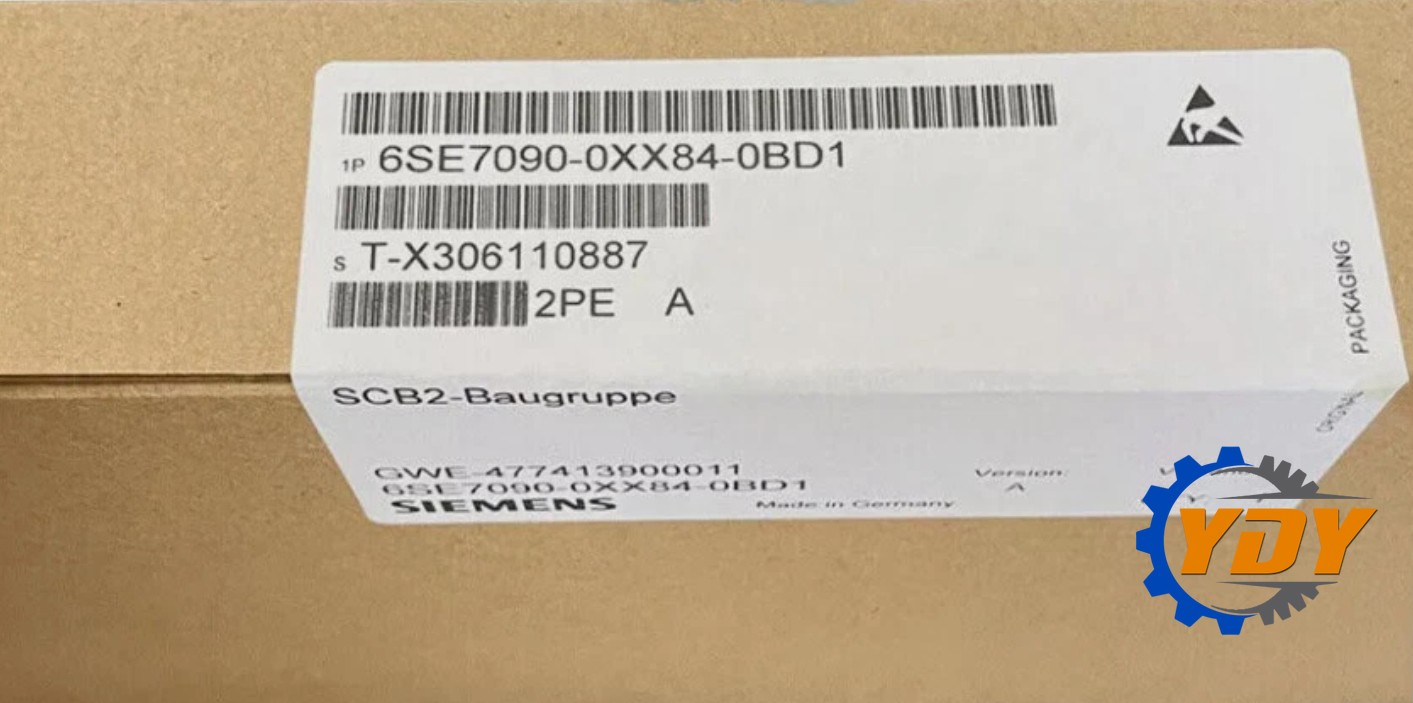 1P 6SE7090-0XX84-0BD1
S T-X306110887
2PE A
PACKAGING
SCB2-Baugruppe
ORIGINAL
GWE-477413900011
Version:
6SE7090-0XX84-0BD1
A
SIEMENS
Made in Germany
YDY